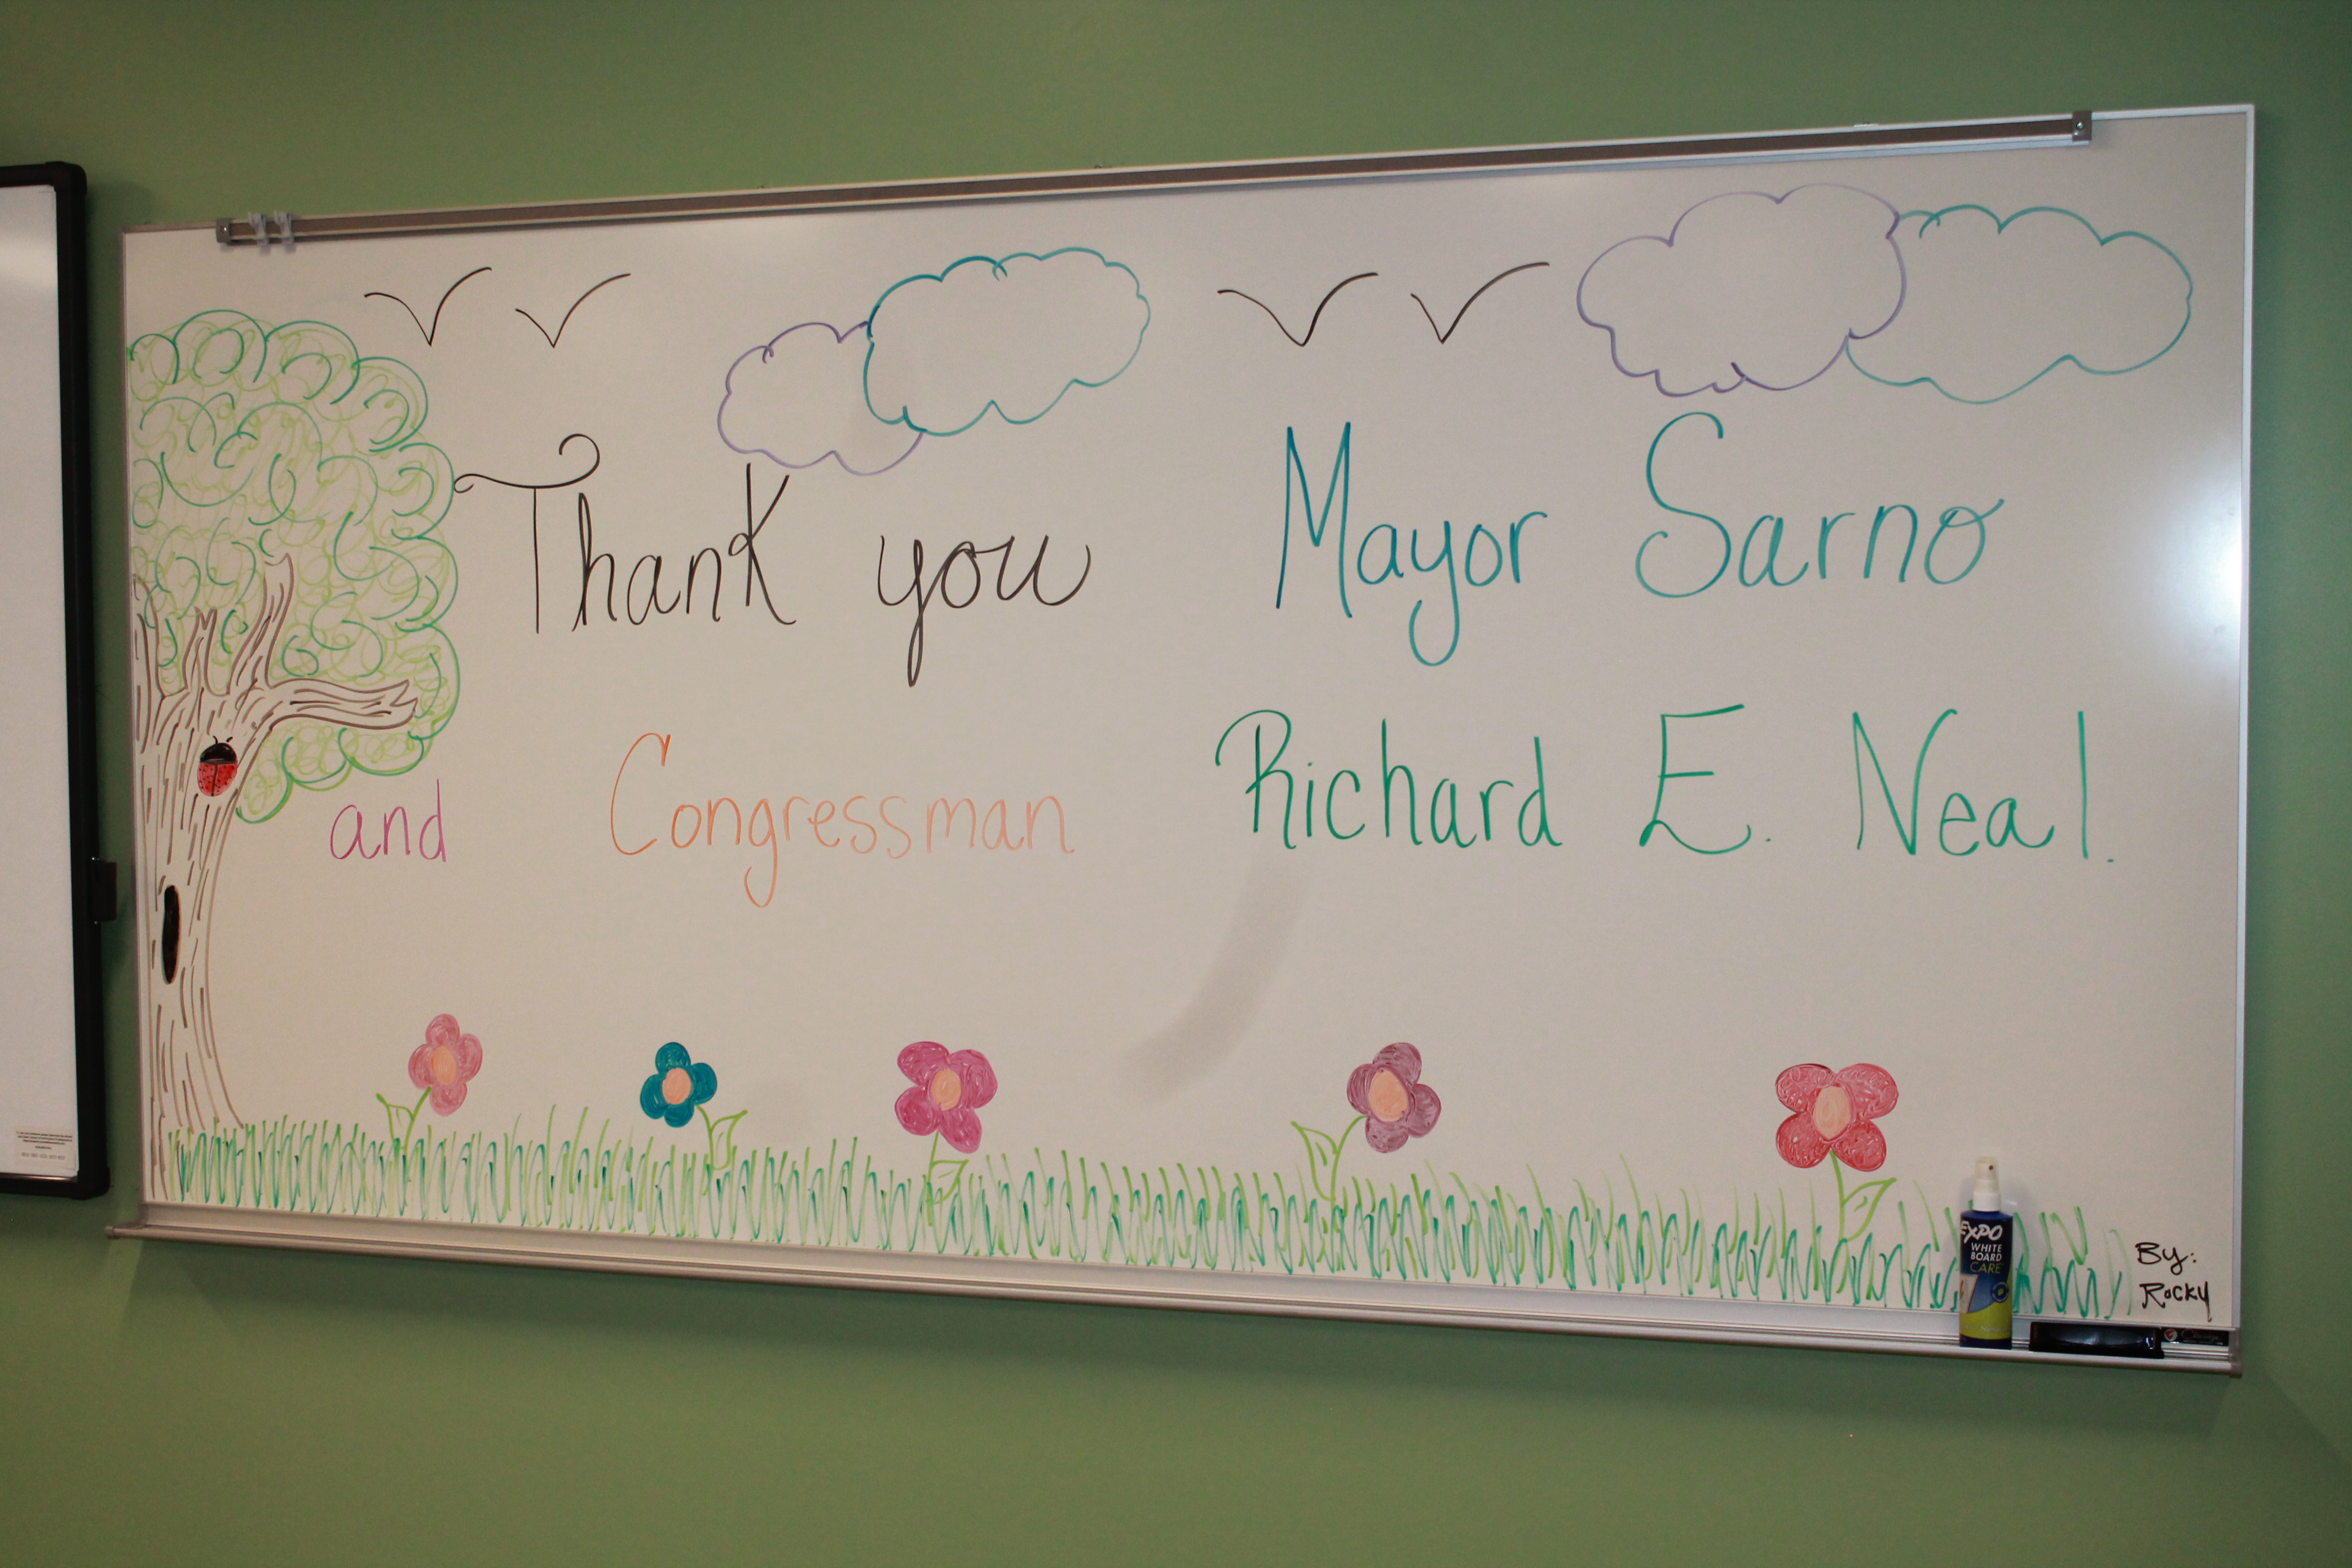 Thank you Mayor Sarno
and Congressman Richard E. Neal.
By:
Rocky
EXPO
WHITE
BOARD
CARE